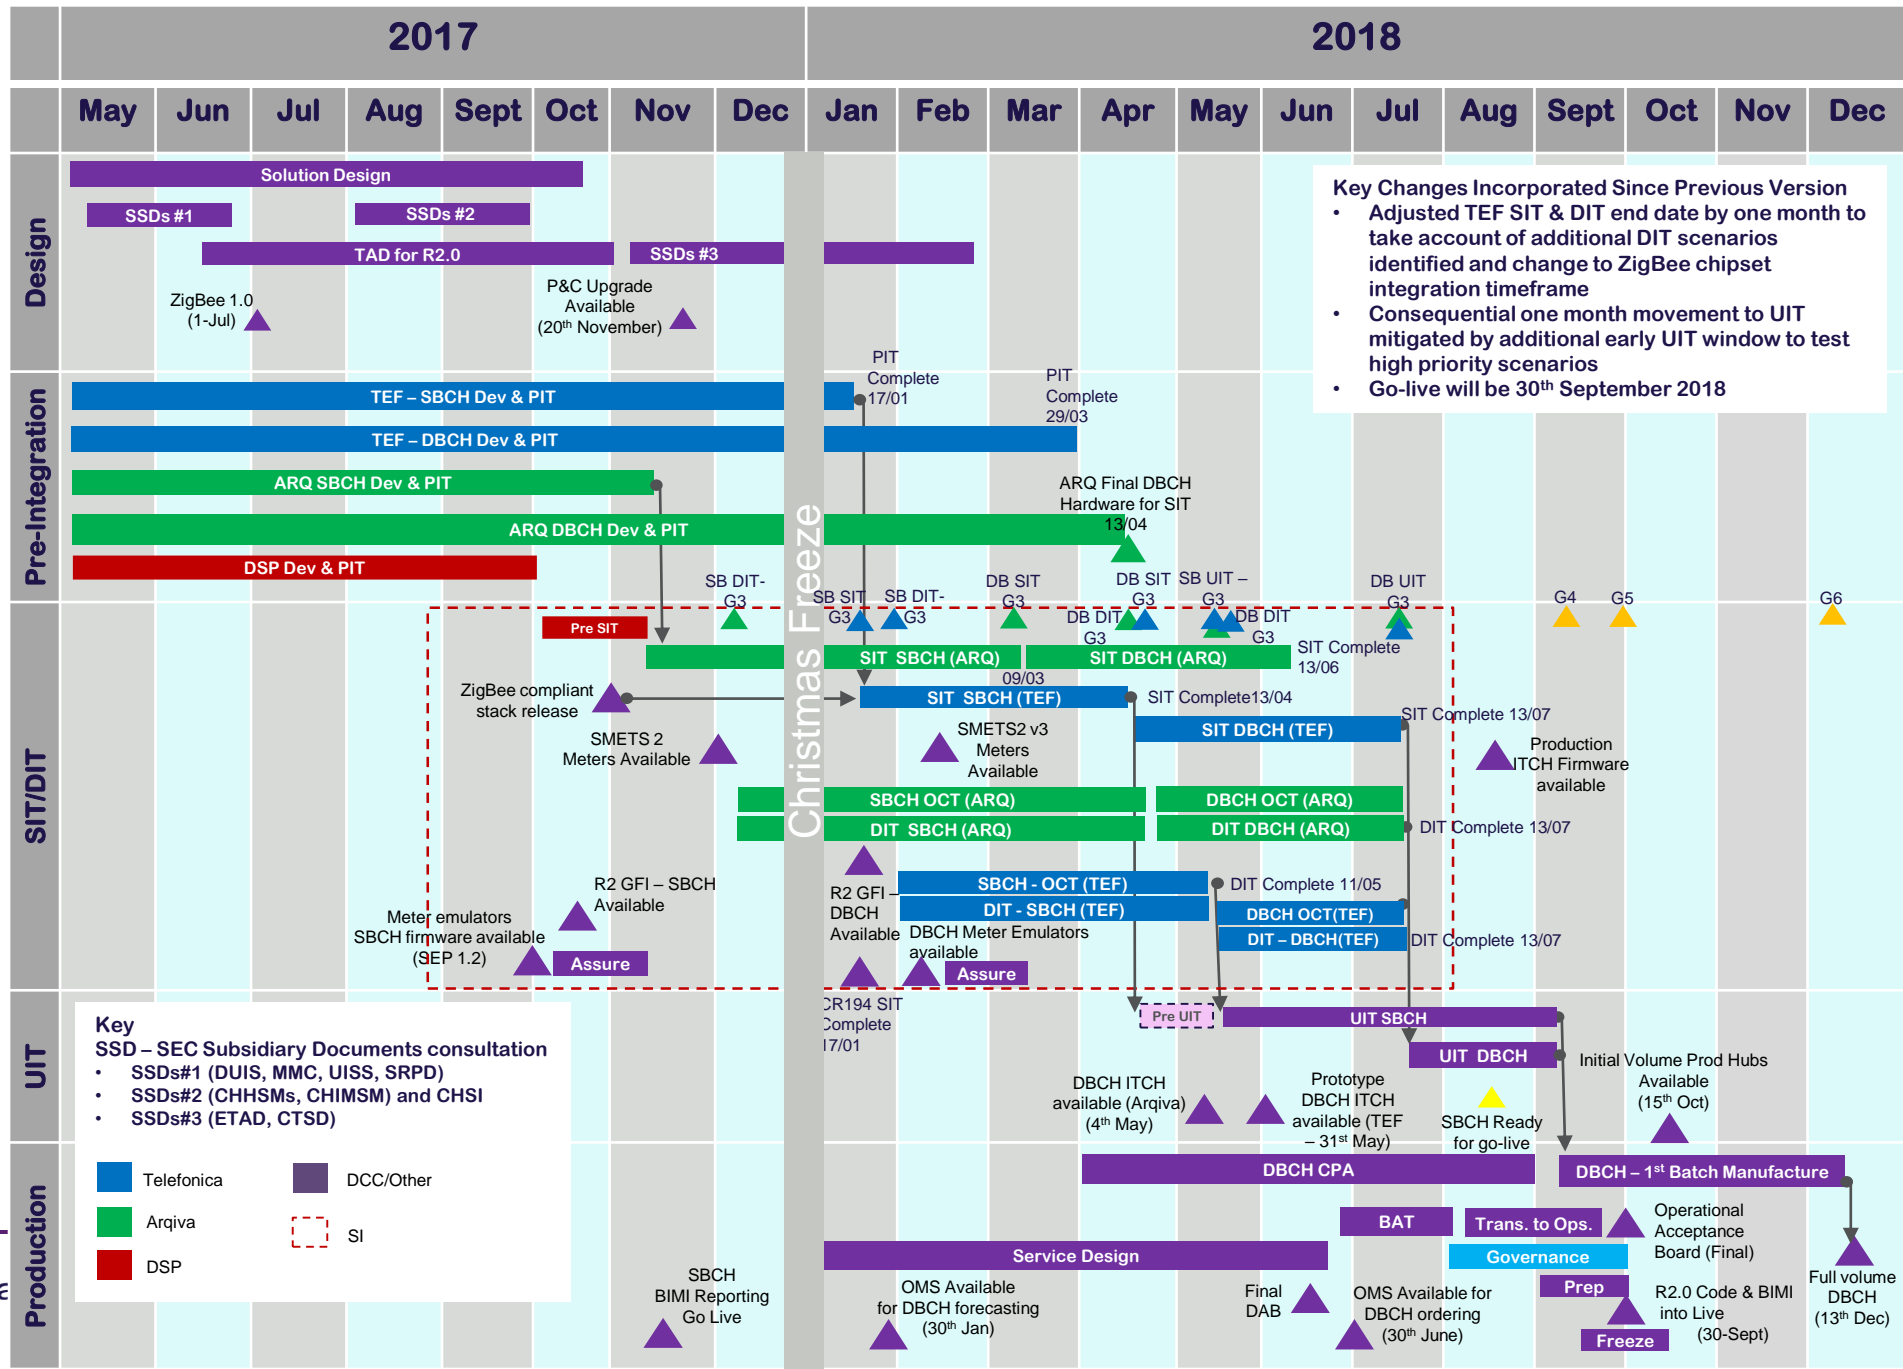 2017
2018
May
Jun
Jul
Aug
Sept
Oct
Nov
Dec
Jan
Feb
Mar
Apr
May
Jun
Jul
Aug
Sept
Oct
Nov
Dec
Design
Solution Design
SSDs #1
SSDs #2
TAD for R2.0
SSDs #3
ZigBee 1.0
(1-Jul)
P&C Upgrade
Available
(20th November)
Key Changes Incorporated Since Previous Version
• Adjusted TEF SIT & DIT end date by one month to
take account of additional DIT scenarios
identified and change to ZigBee chipset
integration timeframe
• Consequential one month movement to UIT
mitigated by additional early UIT window to test
high priority scenarios
• Go-live will be 30th September 2018
Pre-Integration
TEF – SBCH Dev & PIT
PIT
Complete
17/01
TEF – DBCH Dev & PIT
PIT
Complete
29/03
ARQ SBCH Dev & PIT
ARQ DBCH Dev & PIT
ARQ Final DBCH
Hardware for SIT
13/04
DSP Dev & PIT
Christmas Freeze
SIT/DIT
SB DIT-
G3
SB SIT
G3
SB DIT-
G3
DB SIT
G3
DB DIT
G3
DB SIT
G3
SB UIT –
G3
DB DIT
G3
DB UIT
G3
G4
G5
G6
Pre SIT
SIT SBCH (ARQ)
09/03
SIT DBCH (ARQ)
SIT Complete
13/06
ZigBee compliant
stack release
SIT SBCH (TEF)
SIT Complete13/04
SIT DBCH (TEF)
SIT Complete 13/07
SMETS 2
Meters Available
SMETS2 v3
Meters
Available
Production
ITCH Firmware
available
SBCH OCT (ARQ)
DBCH OCT (ARQ)
DIT SBCH (ARQ)
DIT DBCH (ARQ)
DIT Complete 13/07
R2 GFI – SBCH
Available
R2 GFI –
DBCH
Available
SBCH - OCT (TEF)
DIT Complete 11/05
DIT - SBCH (TEF)
DBCH OCT(TEF)
DIT – DBCH(TEF)
DIT Complete 13/07
Meter emulators
SBCH firmware available
(SEP 1.2)
Assure
DBCH Meter Emulators
available
Assure
CR194 SIT
Complete
17/01
UIT
Pre UIT
UIT SBCH
UIT DBCH
DBCH ITCH
available (Arqiva)
(4th May)
Prototype
DBCH ITCH
available (TEF
– 31st May)
SBCH Ready
for go-live
Initial Volume Prod Hubs
Available
(15th Oct)
Key
SSD – SEC Subsidiary Documents consultation
• SSDs#1 (DUIS, MMC, UISS, SRPD)
• SSDs#2 (CHHSMs, CHIMSM) and CHSI
• SSDs#3 (ETAD, CTSD)
Telefonica
DCC/Other
Arqiva
SI
DSP
Production
DBCH CPA
DBCH – 1st Batch Manufacture
BAT
Trans. to Ops.
Operational
Acceptance
Board (Final)
Service Design
Governance
Prep
Freeze
SBCH
BIMI Reporting
Go Live
OMS Available
for DBCH forecasting
(30th Jan)
Final
DAB
OMS Available for
DBCH ordering
(30th June)
R2.0 Code & BIMI
into Live
(30-Sept)
Full volume
DBCH
(13th Dec)